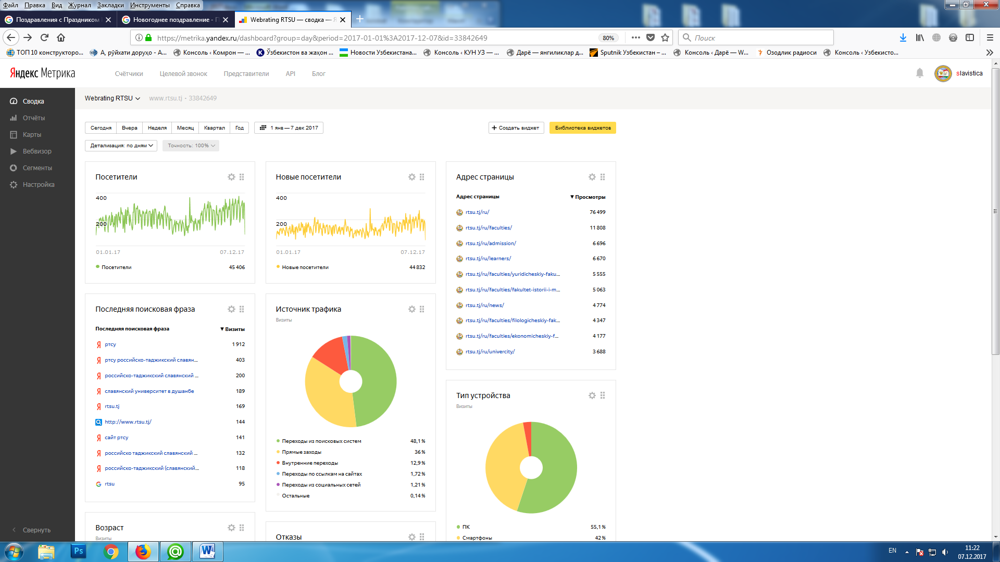 Файл Правка Вид Журнал Закладки Инструменты Справка
Поздравления с Праздником
Новогоднее поздравление - П
Webrating RTSU — сводка — Я
https://metrika.yandex.ru/dashboard?group=day&period=2017-01-01%3A2017-12-07&id=33842649
80%
Поиск
ТОП 10 конструкторо...
А, рӯйхати доруҳо - А...
Консоль ‹ Комрон — ...
Ўзбекистон ва жаҳон ...
Новости Узбекистана...
Консоль ‹ КУН УЗ — ...
Дарё — янгиликлар д...
Sputnik Узбекистан – ...
Консоль ‹ Дарё — W...
Озодлик радиоси
Консоль ‹ Узбекисто...
Яндекс Метрика
Счётчики
Целевой звонок
Представители
API
Блог
slavistica
Сводка
Отчёты
Карты
Вебвизор
Сегменты
Настройка
Свернуть
Webrating RTSU
www.rtsu.tj • 33842649
Сегодня Вчера Неделя Месяц Квартал Год
1 янв — 7 дек 2017
+ Создать виджет
Библиотека виджетов
Детализация: по дням
Точность: 100%
Посетители
400
200
01.01.17 07.12.17
Посетители 45 406
Новые посетители
400
200
01.01.17 07.12.17
Новые посетители 44 832
Адрес страницы
Адрес страницы ▼ Просмотры
rtsu.tj/ru/ 76 499
rtsu.tj/ru/faculties/ 11 808
rtsu.tj/ru/admission/ 6 696
rtsu.tj/ru/learners/ 6 670
rtsu.tj/ru/faculties/yuridicheskiy-faku... 5 555
rtsu.tj/ru/faculties/fakultet-istorii-i-m... 5 063
rtsu.tj/ru/news/ 4 774
rtsu.tj/ru/faculties/filologicheskiy-fak... 4 347
rtsu.tj/ru/faculties/ekonomicheskiy-f... 4 177
rtsu.tj/ru/univercity/ 3 688
Последняя поисковая фраза
Последняя поисковая фраза ▼ Визиты
ртсу 1 912
ртсу российско-таджикский славян... 403
российско-таджикский славянский ... 200
славянский университет в душанбе 189
rtsu.tj 169
http://www.rtsu.tj/ 144
сайт ртсу 141
российско таджикский славянский ... 132
российско-таджикский (славянский... 118
rtsu 95
Источник трафика
Визиты
Переходы из поисковых систем 48,1%
Прямые заходы 36%
Внутренние переходы 12,9%
Переходы по ссылкам на сайтах 1,72%
Переходы из социальных сетей 1,21%
Остальные 0,14%
Тип устройства
Визиты
ПК 55,1%
Смартфоны 42%
Возраст
Визиты
Отказы
Ps
EN
11:22
07.12.2017